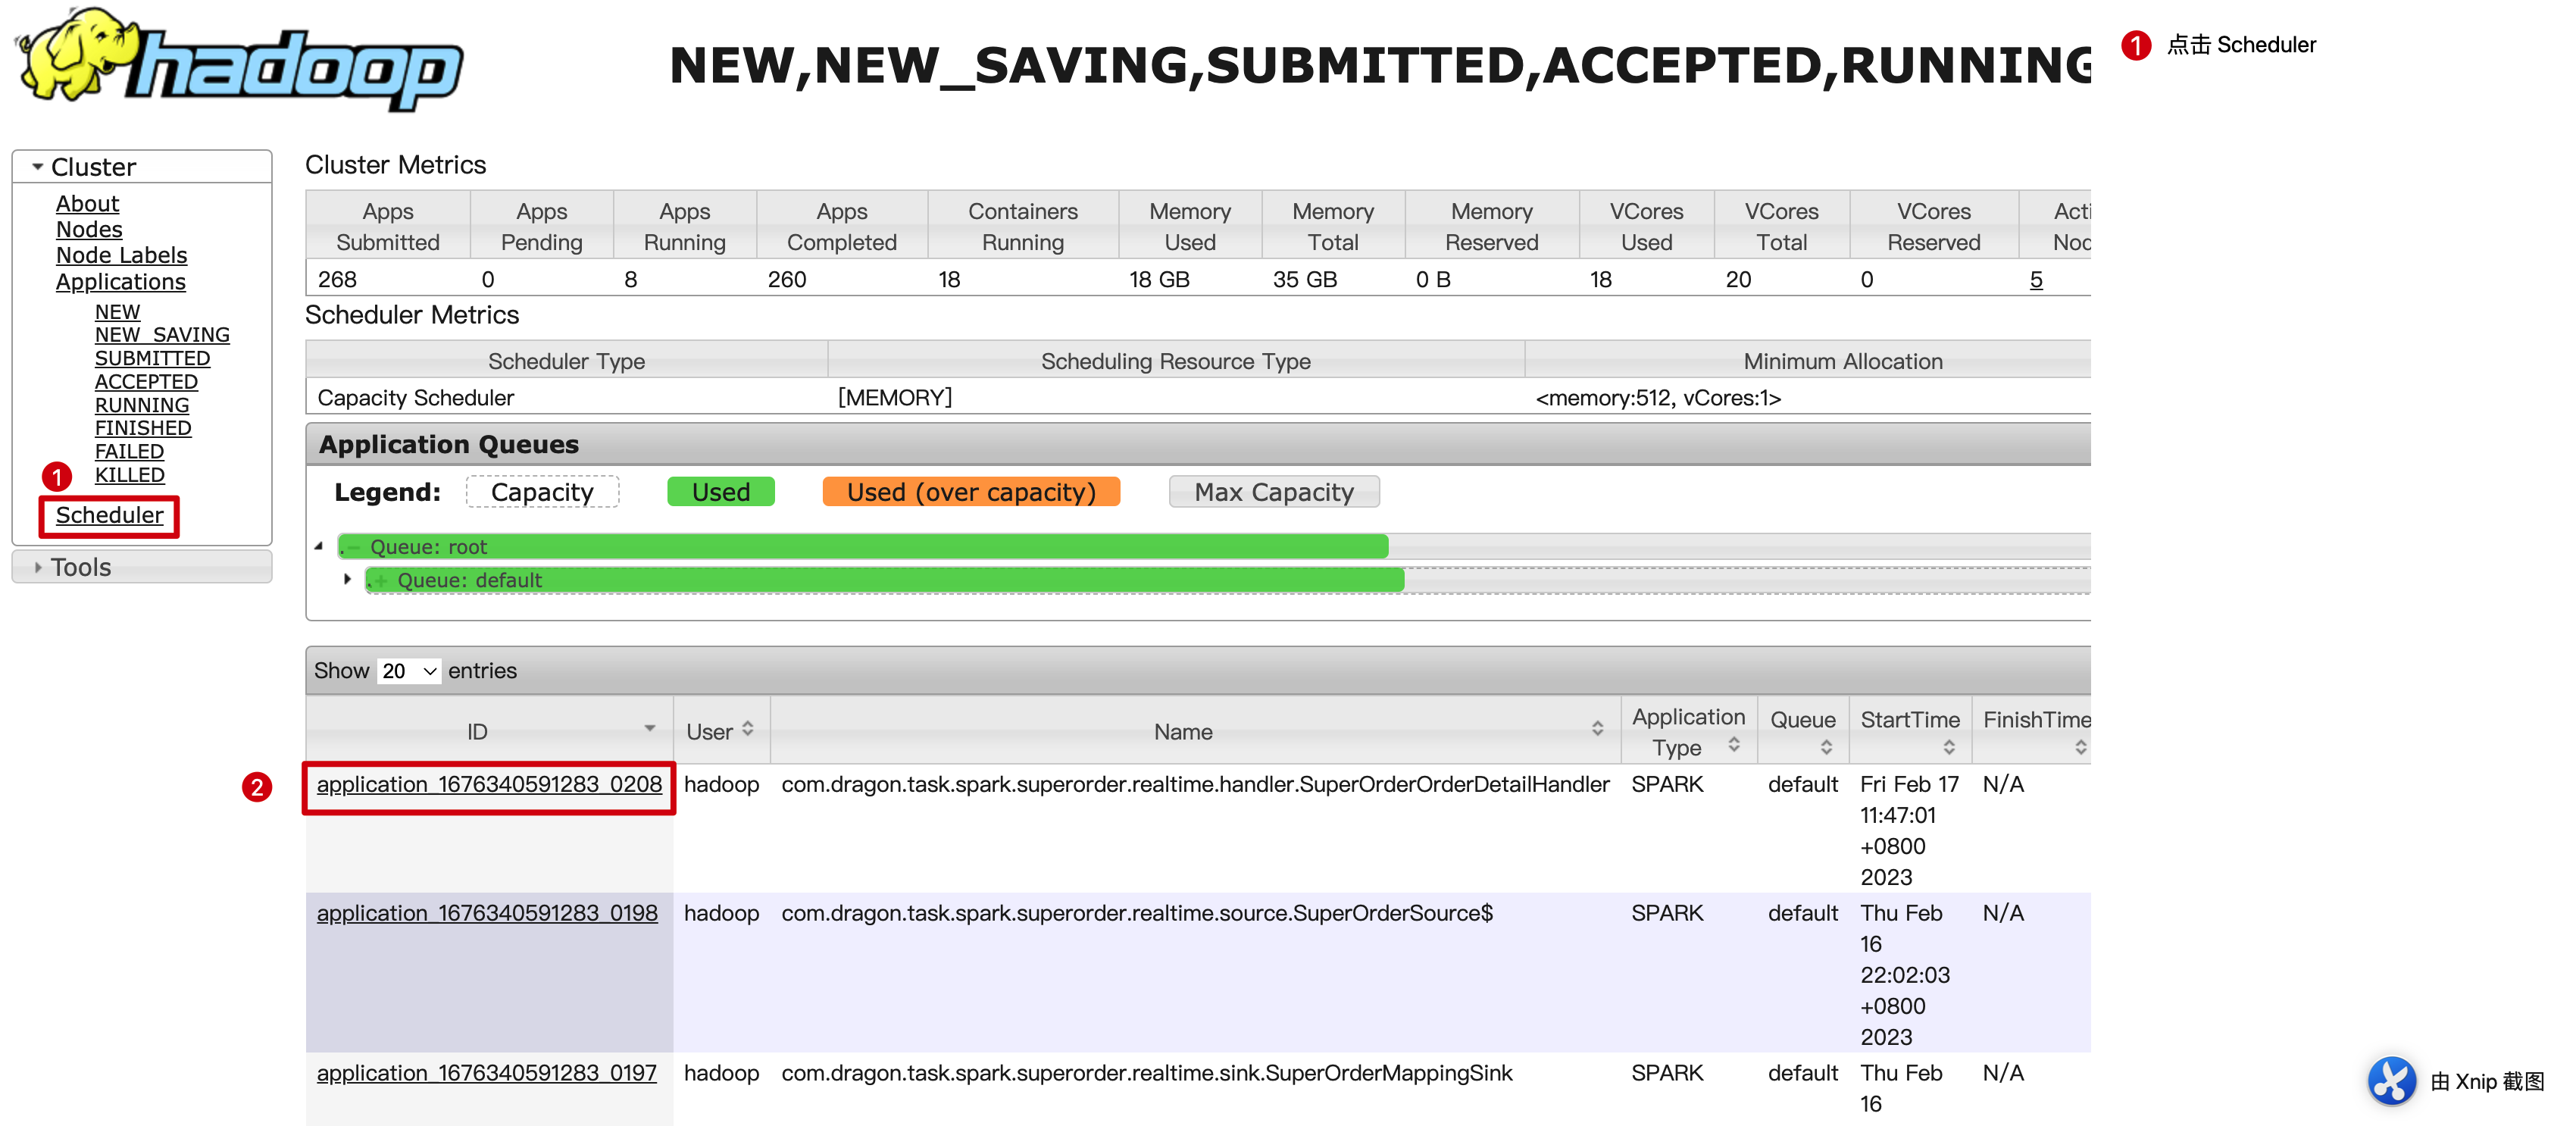 hadoop
NEW,NEW_SAVING,SUBMITTED,ACCEPTED,RUNNING
1 点击 Scheduler
Cluster
About
Nodes
Node Labels
Applications
NEW
NEW_SAVING
SUBMITTED
ACCEPTED
RUNNING
FINISHED
FAILED
KILLED
1
Scheduler
Tools
Cluster Metrics
Apps Submitted Apps Pending Apps Running Apps Completed Containers Running Memory Used Memory Total Memory Reserved VCores Used VCores Total VCores Reserved Acti Nod
268 0 8 260 18 18 GB 35 GB 0 B 18 20 0 5
Scheduler Metrics
Scheduler Type Scheduling Resource Type Minimum Allocation
Capacity Scheduler [MEMORY] <memory:512, vCores:1>
Application Queues
Legend: Capacity Used Used (over capacity) Max Capacity
- Queue: root
+ Queue: default
Show 20 entries
ID User Name Application Type Queue StartTime FinishTime
2
application_1676340591283_0208 hadoop com.dragon.task.spark.superorder.realtime.handler.SuperOrderOrderDetailHandler SPARK default Fri Feb 17 N/A
11:47:01
+0800
2023
application_1676340591283_0198 hadoop com.dragon.task.spark.superorder.realtime.source.SuperOrderSource$ SPARK default Thu Feb N/A
16
22:02:03
+0800
2023
application_1676340591283_0197 hadoop com.dragon.task.spark.superorder.realtime.sink.SuperOrderMappingSink SPARK default Thu Feb N/A
16
由 Xnip 截图